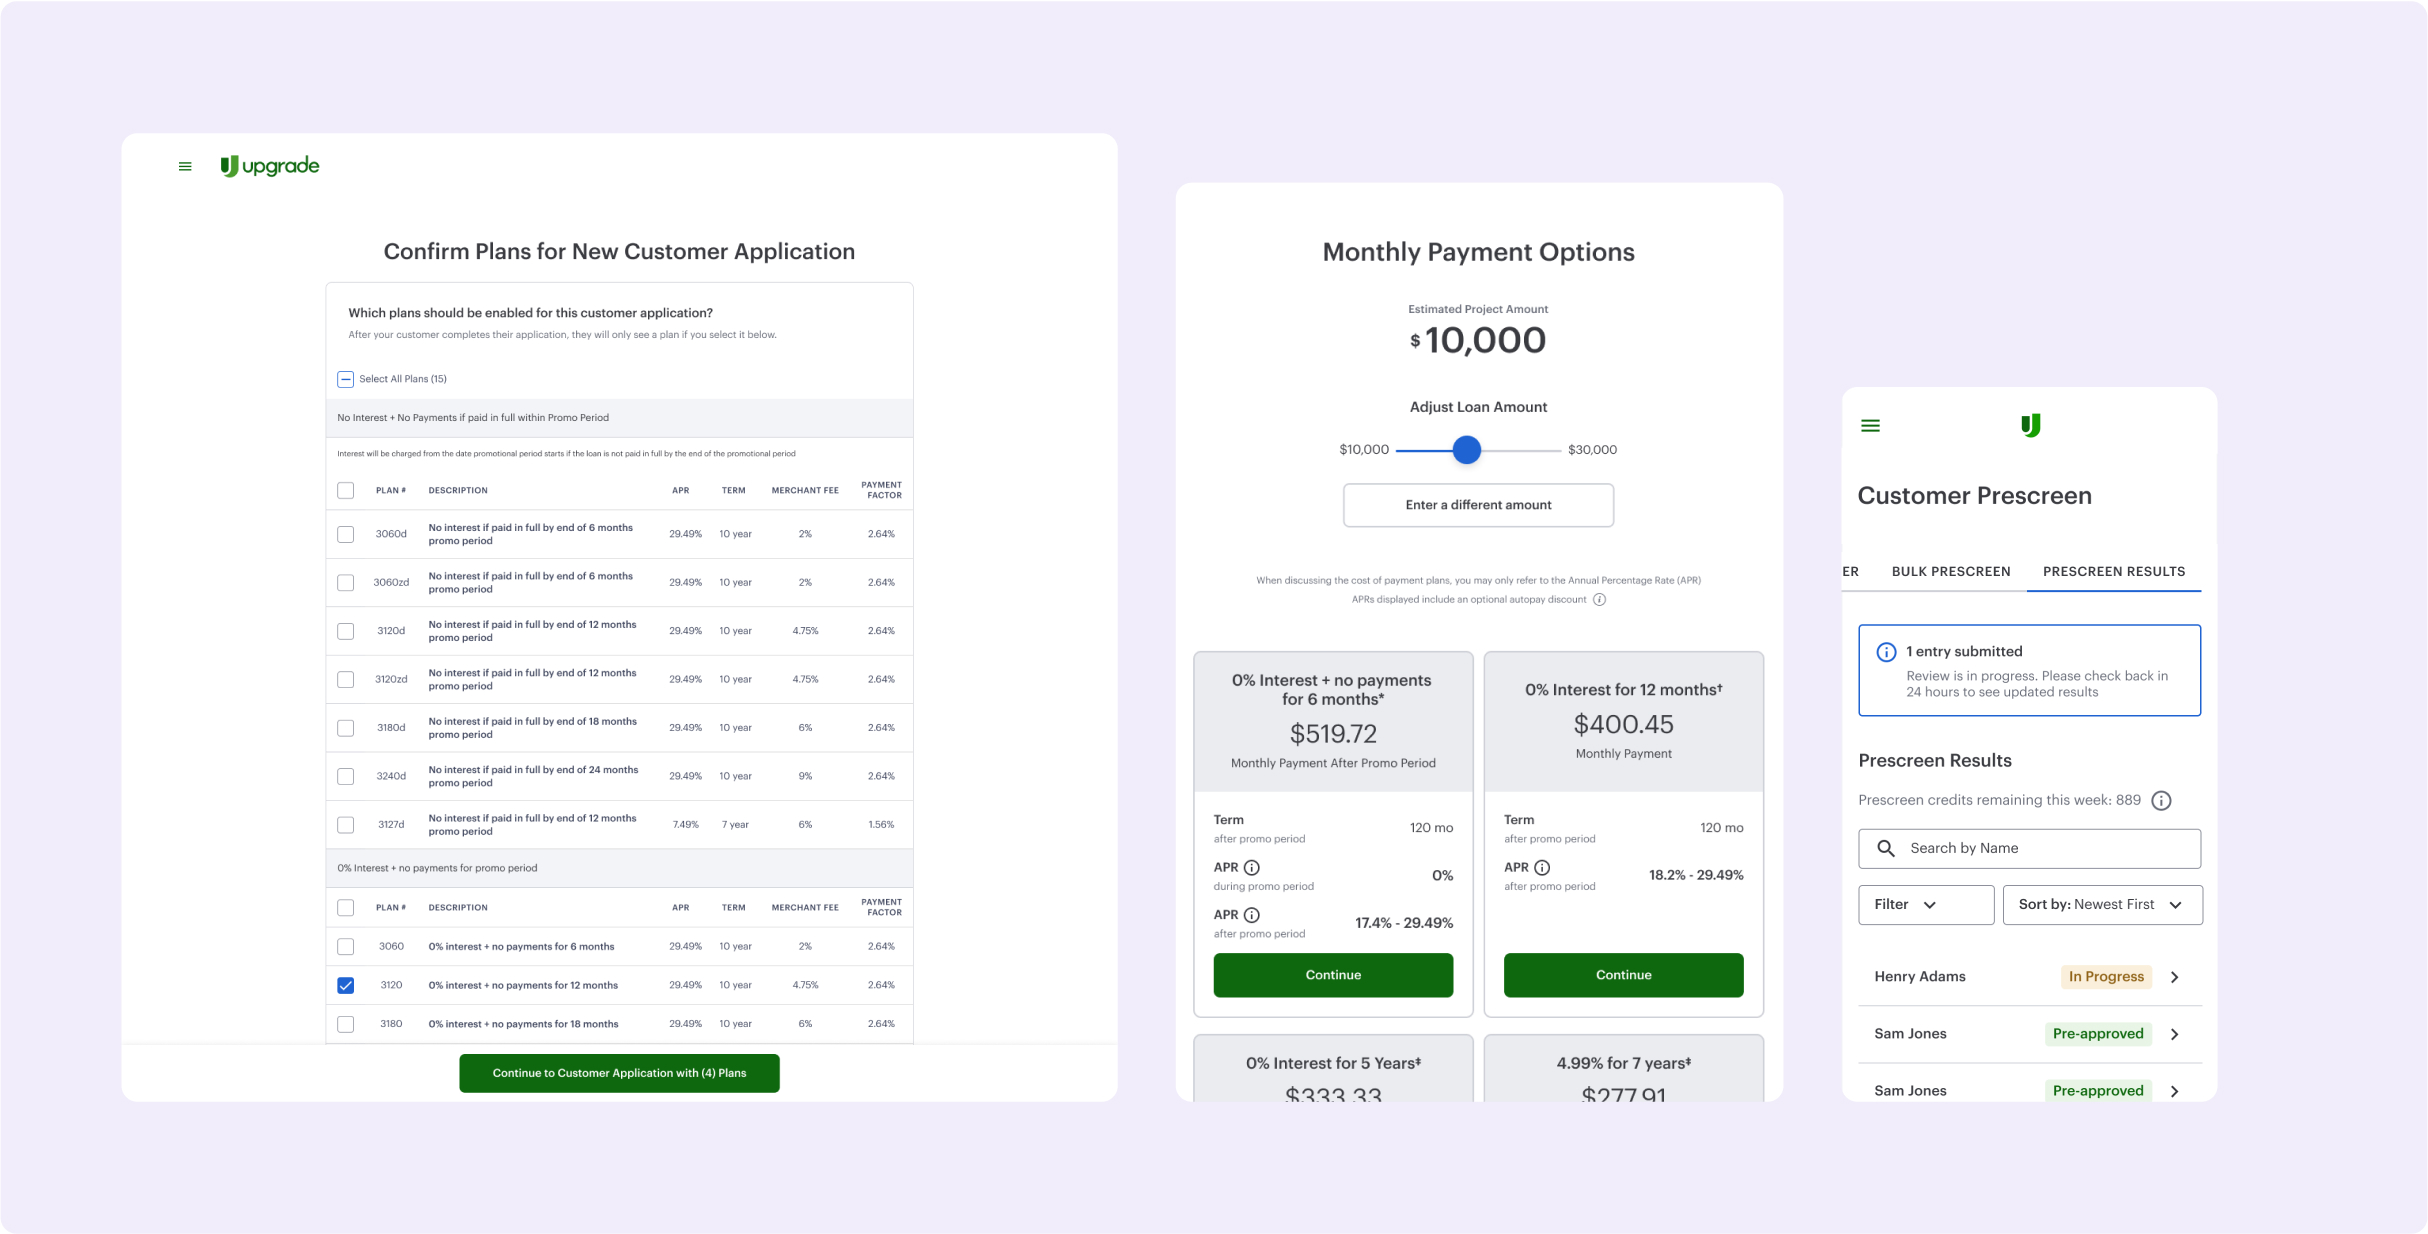 upgrade
Confirm Plans for New Customer Application
Which plans should be enabled for this customer application?
After your customer completes their application, they will only see a plan if you select it below.
Select All Plans (15)
No Interest + No Payments if paid in full within Promo Period
Interest will be charged from the date promotional period starts if the loan is not paid in full by the end of the promotional period
PLAN # DESCRIPTION APR TERM MERCHANT FEE PAYMENT FACTOR
3060d No interest if paid in full by end of 6 months promo period 29.49% 10 year 2% 2.64%
3060zd No interest if paid in full by end of 6 months promo period 29.49% 10 year 2% 2.64%
3120d No interest if paid in full by end of 12 months promo period 29.49% 10 year 4.75% 2.64%
3120zd No interest if paid in full by end of 12 months promo period 29.49% 10 year 4.75% 2.64%
3180d No interest if paid in full by end of 18 months promo period 29.49% 10 year 6% 2.64%
3240d No interest if paid in full by end of 24 months promo period 29.49% 10 year 9% 2.64%
3127d No interest if paid in full by end of 12 months promo period 7.49% 7 year 6% 1.56%
0% Interest + no payments for promo period
PLAN # DESCRIPTION APR TERM MERCHANT FEE PAYMENT FACTOR
3060 0% interest + no payments for 6 months 29.49% 10 year 2% 2.64%
3120 0% interest + no payments for 12 months 29.49% 10 year 4.75% 2.64%
3180 0% interest + no payments for 18 months 29.49% 10 year 6% 2.64%
Continue to Customer Application with (4) Plans
Monthly Payment Options
Estimated Project Amount
$10,000
Adjust Loan Amount
$10,000 $30,000
Enter a different amount
When discussing the cost of payment plans, you may only refer to the Annual Percentage Rate (APR)
APRs displayed include an optional autopay discount
0% Interest + no payments
for 6 months*
$519.72
Monthly Payment After Promo Period
Term
after promo period
120 mo
APR
during promo period
0%
APR
after promo period
17.4% - 29.49%
Continue
0% Interest for 12 months†
$400.45
Monthly Payment
Term
after promo period
120 mo
APR
after promo period
18.2% - 29.49%
Continue
0% Interest for 5 Years‡
$333.33
4.99% for 7 years‡
$277.91
Customer Prescreen
ER BULK PRESCREEN PRESCREEN RESULTS
1 entry submitted
Review is in progress. Please check back in
24 hours to see updated results
Prescreen Results
Prescreen credits remaining this week: 889
Search by Name
Filter Sort by: Newest First
Henry Adams In Progress
Sam Jones Pre-approved
Sam Jones Pre-approved